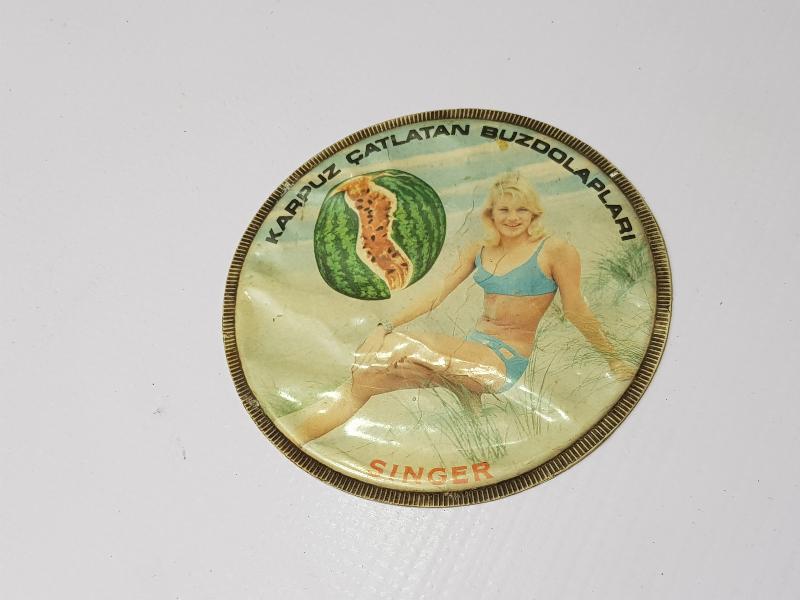 KARPUZ ÇATLATAN BUZDOLAPLARI
SINGER